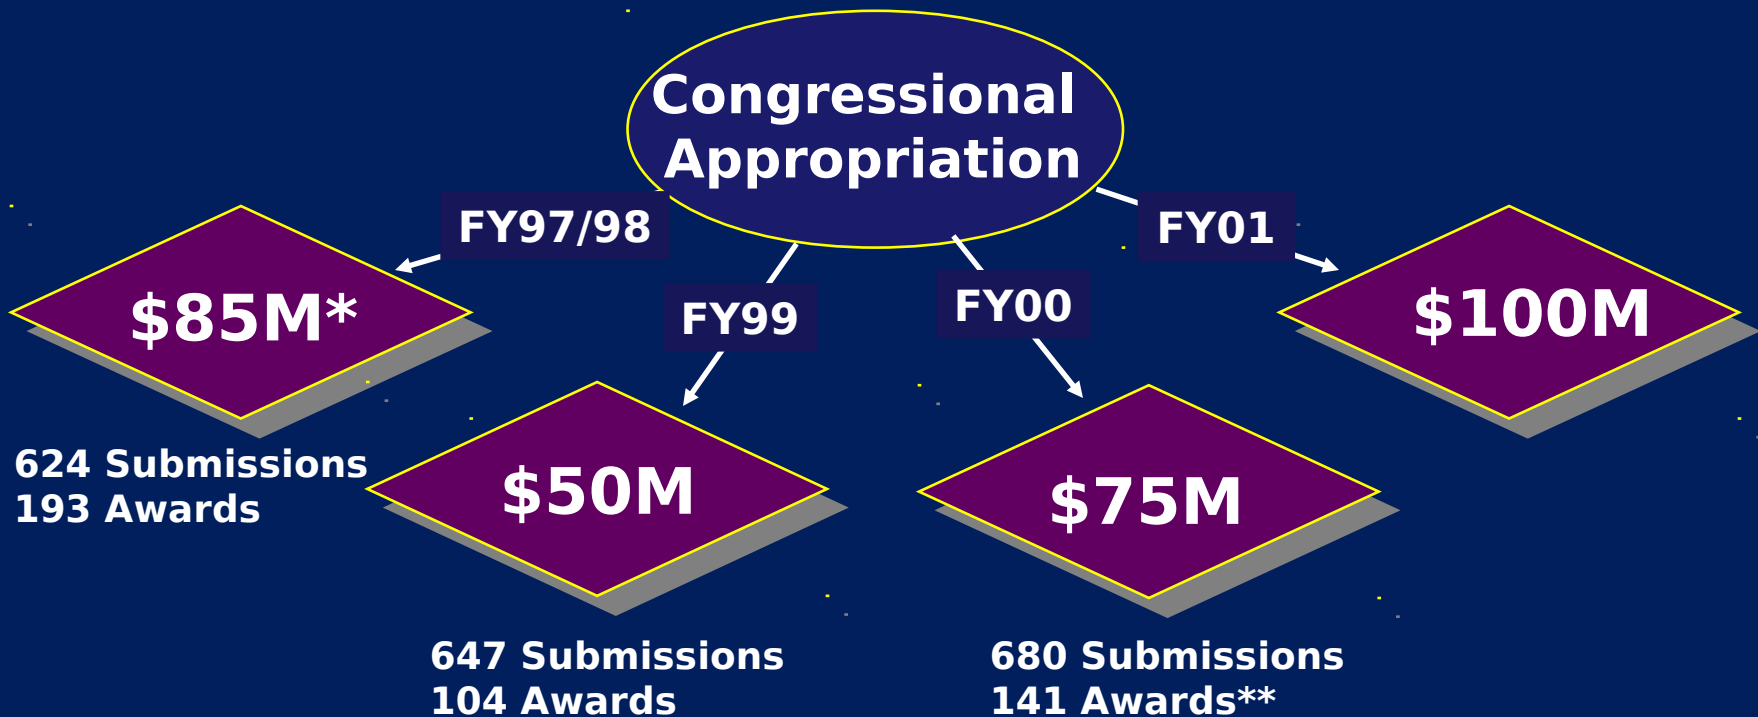 Congressional
Appropriation
FY97/98
FY01
$85M*
FY99
FY00
$100M
624 Submissions
193 Awards
$50M
$75M
647 Submissions
104 Awards
680 Submissions
141 Awards**